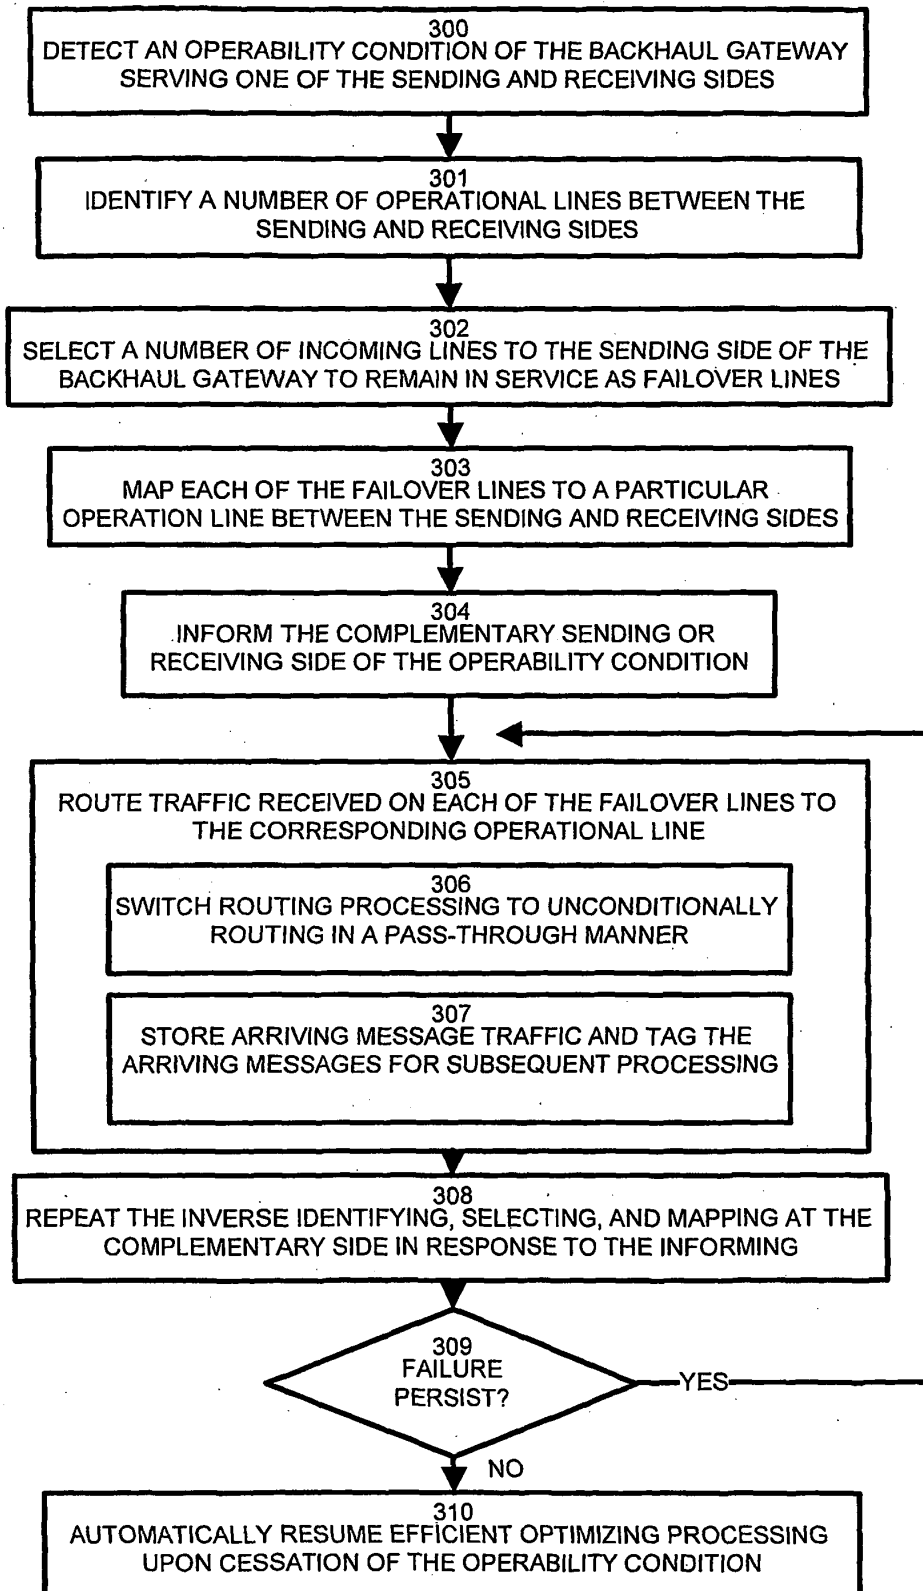 300
DETECT AN OPERABILITY CONDITION OF THE BACKHAUL GATEWAY
SERVING ONE OF THE SENDING AND RECEIVING SIDES
301
IDENTIFY A NUMBER OF OPERATIONAL LINES BETWEEN THE
SENDING AND RECEIVING SIDES
302
SELECT A NUMBER OF INCOMING LINES TO THE SENDING SIDE OF THE
BACKHAUL GATEWAY TO REMAIN IN SERVICE AS FAILOVER LINES
303
MAP EACH OF THE FAILOVER LINES TO A PARTICULAR
OPERATION LINE BETWEEN THE SENDING AND RECEIVING SIDES
304
INFORM THE COMPLEMENTARY SENDING OR
RECEIVING SIDE OF THE OPERABILITY CONDITION
305
ROUTE TRAFFIC RECEIVED ON EACH OF THE FAILOVER LINES TO
THE CORRESPONDING OPERATIONAL LINE
306
SWITCH ROUTING PROCESSING TO UNCONDITIONALLY
ROUTING IN A PASS-THROUGH MANNER
307
STORE ARRIVING MESSAGE TRAFFIC AND TAG THE
ARRIVING MESSAGES FOR SUBSEQUENT PROCESSING
308
REPEAT THE INVERSE IDENTIFYING, SELECTING, AND MAPPING AT THE
COMPLEMENTARY SIDE IN RESPONSE TO THE INFORMING
309
FAILURE
PERSIST?
YES
NO
310
AUTOMATICALLY RESUME EFFICIENT OPTIMIZING PROCESSING
UPON CESSATION OF THE OPERABILITY CONDITION